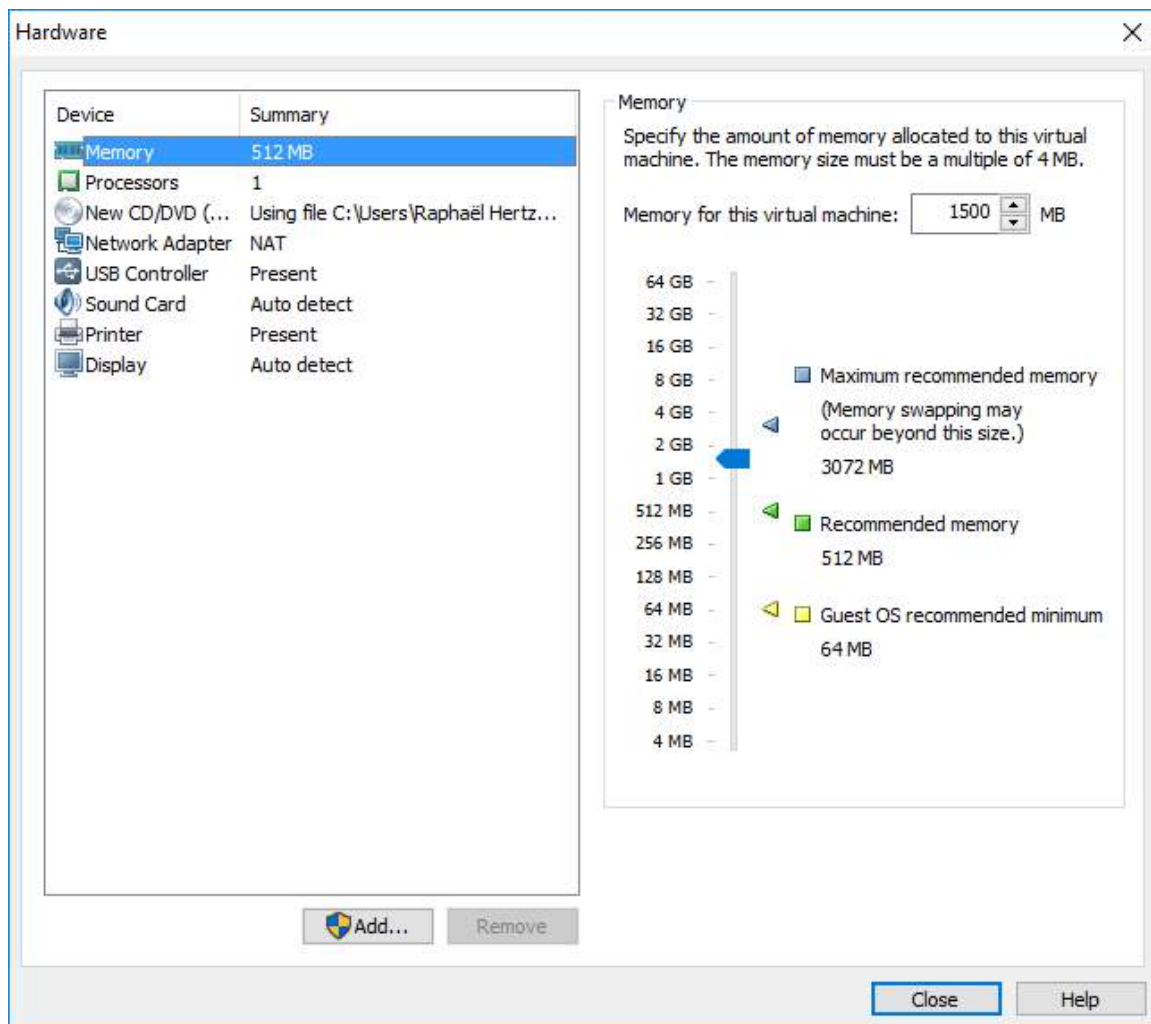 Hardware
Device Summary
Memory 512 MB
Processors 1
New CD/DVD (... Using file C:\Users\Raphaël Hertz...
Network Adapter NAT
USB Controller Present
Sound Card Auto detect
Printer Present
Display Auto detect
Add... Remove
Memory
Specify the amount of memory allocated to this virtual
machine. The memory size must be a multiple of 4 MB.
Memory for this virtual machine: 1500 MB
64 GB
32 GB
16 GB
8 GB
4 GB
2 GB
1 GB
512 MB
256 MB
128 MB
64 MB
32 MB
16 MB
8 MB
4 MB
Maximum recommended memory
(Memory swapping may
occur beyond this size.)
3072 MB
Recommended memory
512 MB
Guest OS recommended minimum
64 MB
Close Help